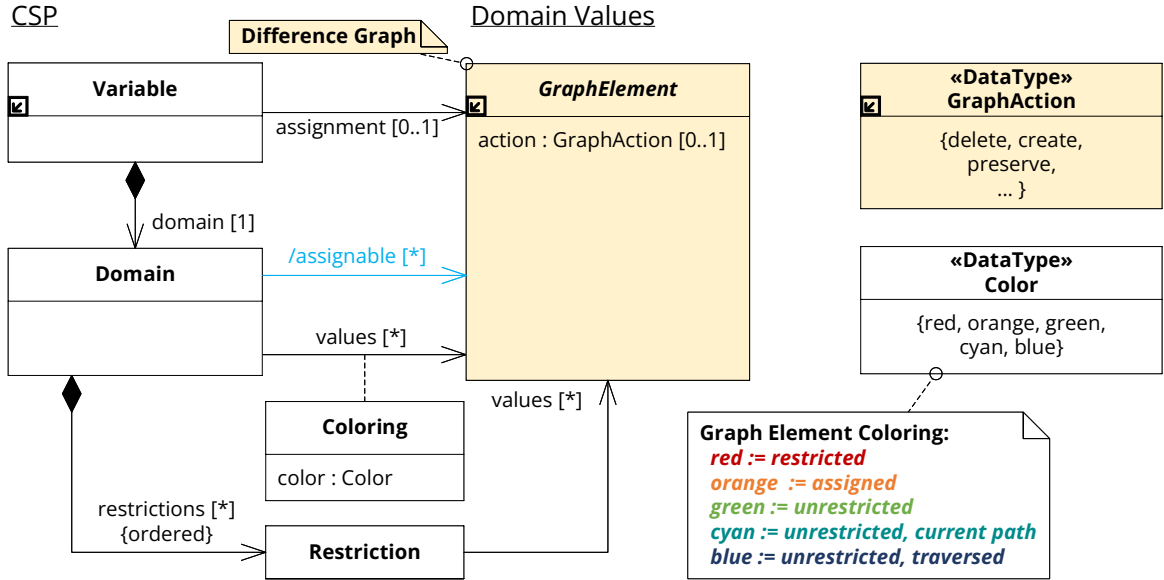 CSP
Domain Values
Difference Graph
Variable
assignment [0..1]
GraphElement
action : GraphAction [0..1]
«DataType»
GraphAction
{delete, create,
preserve,
... }
domain [1]
Domain
/assignable [*]
values [*]
«DataType»
Color
{red, orange, green,
cyan, blue}
values [*]
Coloring
color : Color
Graph Element Coloring:
red := restricted
orange := assigned
green := unrestricted
cyan := unrestricted, current path
blue := unrestricted, traversed
restrictions [*]
{ordered}
Restriction